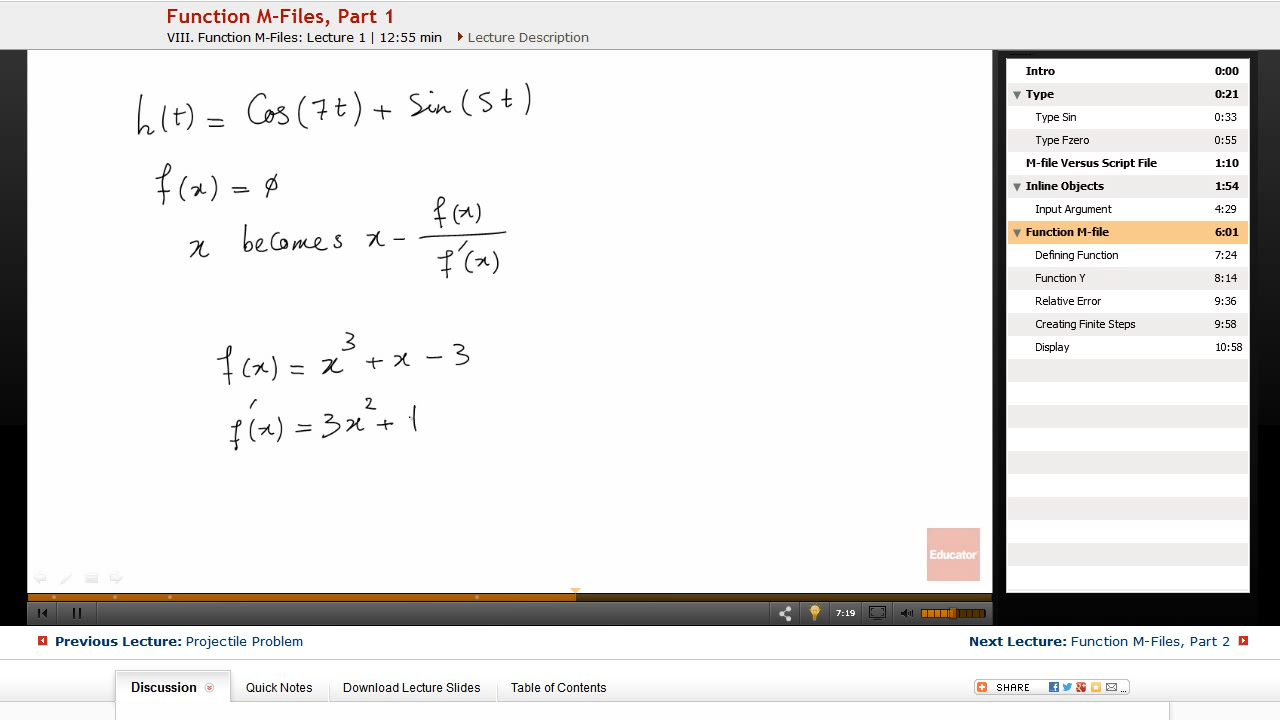 Function M-Files, Part 1
VIII. Function M-Files: Lecture 1 | 12:55 min Lecture Description
h(t) = Cos(7t) + Sin(5t)
f(x) = ø
x becomes x - f(x)
f′(x)
f(x) = x³ + x - 3
f′(x) = 3x² + 1
Educator
7:19
Intro 0:00
Type 0:21
Type Sin 0:33
Type Fzero 0:55
M-file Versus Script File 1:10
Inline Objects 1:54
Input Argument 4:29
Function M-file 6:01
Defining Function 7:24
Function Y 8:14
Relative Error 9:36
Creating Finite Steps 9:58
Display 10:58
Previous Lecture: Projectile Problem
Next Lecture: Function M-Files, Part 2
Discussion Quick Notes Download Lecture Slides Table of Contents
SHARE ...